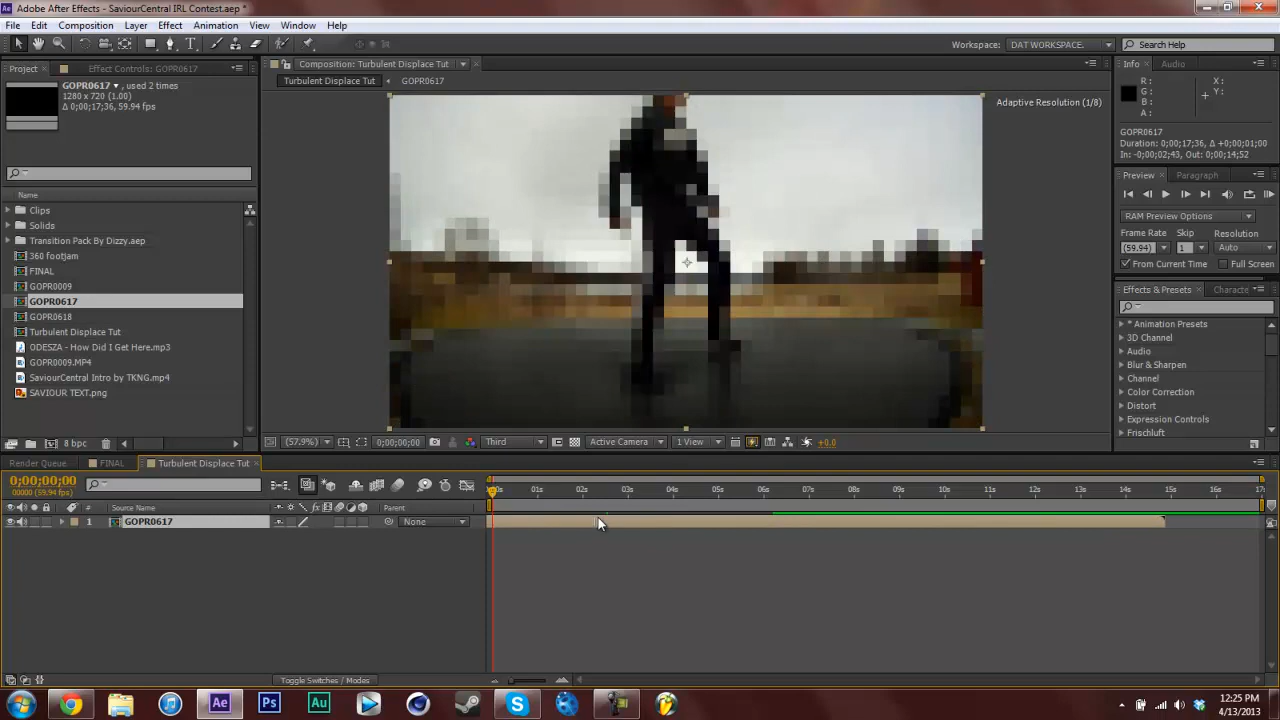 Adobe After Effects - SaviourCentral IRL Contest.aep *
File Edit Composition Layer Effect Animation View Window Help
Workspace: DAT WORKSPACE. Search Help
Project Effect Controls: GOPR0617
Composition: Turbulent Displace Tut
Info Audio
Turbulent Displace Tut GOPR0617
GOPR0617 , used 2 times
1280 x 720 (1.00)
Δ 0;00;17;36, 59.94 fps
Adaptive Resolution (1/8)
R : X :
G : Y :
B :
A :
GOPR0617
Duration: 0;00;17;36, Δ +0;00;01;00
In: -0;00;02;43, Out: 0;00;14;52
Preview Paragraph
RAM Preview Options
Frame Rate Skip Resolution
(59.94) 1 Auto
From Current Time Full Screen
Effects & Presets Characte
* Animation Presets
3D Channel
Audio
Blur & Sharpen
Channel
Color Correction
Distort
Expression Controls
Frischluft
Name
Clips
Solids
Transition Pack By Dizzy.aep
360 footjam
FINAL
GOPR0009
GOPR0617
GOPR0618
Turbulent Displace Tut
ODESZA - How Did I Get Here.mp3
GOPR0009.MP4
SaviourCentral Intro by TKNG.mp4
SAVIOUR TEXT.png
8 bpc
(57.9%) 0;00;00;00 Third Active Camera 1 View +0.0
Render Queue FINAL Turbulent Displace Tut
0;00;00;00
00000 (59.94 fps)
01s 02s 03s 04s 05s 06s 07s 08s 09s 10s 11s 12s 13s 14s 15s 16s 17s
# Source Name Parent
1 GOPR0617 None
Toggle Switches / Modes
Ae Ps Au
12:25 PM
4/13/2013